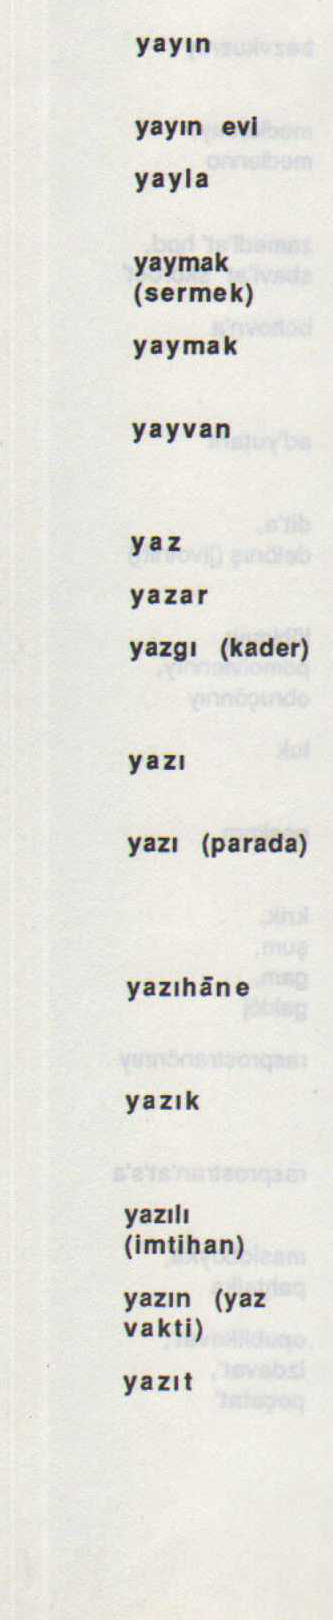 yayın
yayın evi
yayla
yaymak
(sermek)
yaymak
yayvan
yaz
yazar
yazgı (kader)
yazı
yazı (parada)
yazıhāne
yazık
yazılı
(imtihan)
yazın (yaz
vakti)
yazıt